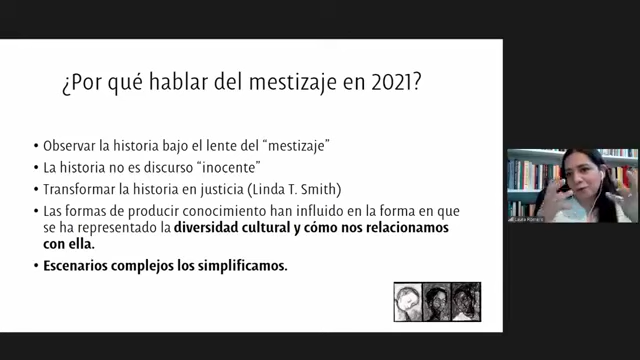 ¿Por qué hablar del mestizaje en 2021?
• Observar la historia bajo el lente del “mestizaje”
• La historia no es discurso “inocente”
• Transformar la historia en justicia (Linda T. Smith)
• Las formas de producir conocimiento han influido en la forma en que
se ha representado la diversidad cultural y cómo nos relacionamos
con ella.
• Escenarios complejos los simplificamos.